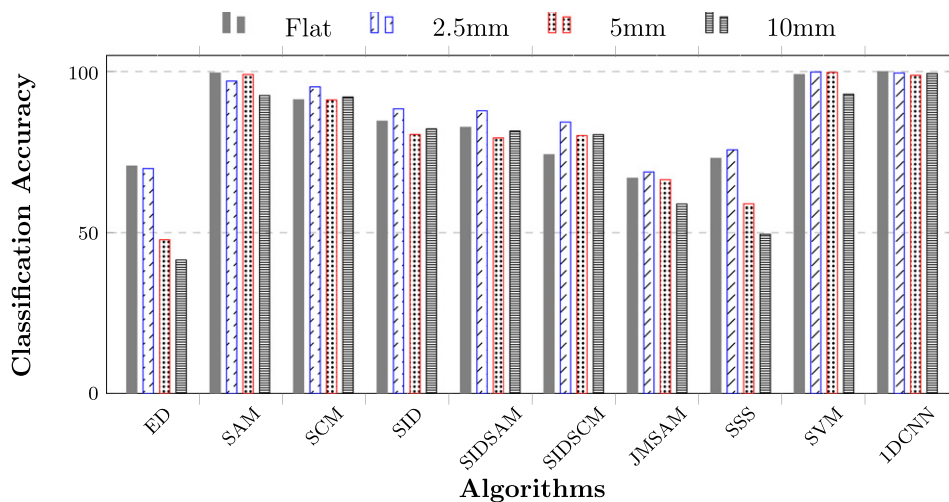 Flat 2.5mm 5mm 10mm
Classification Accuracy
100
50
0
ED SAM SCM SID SIDSAM SIDSCM JMSAM SSS SVM 1DCNN
Algorithms